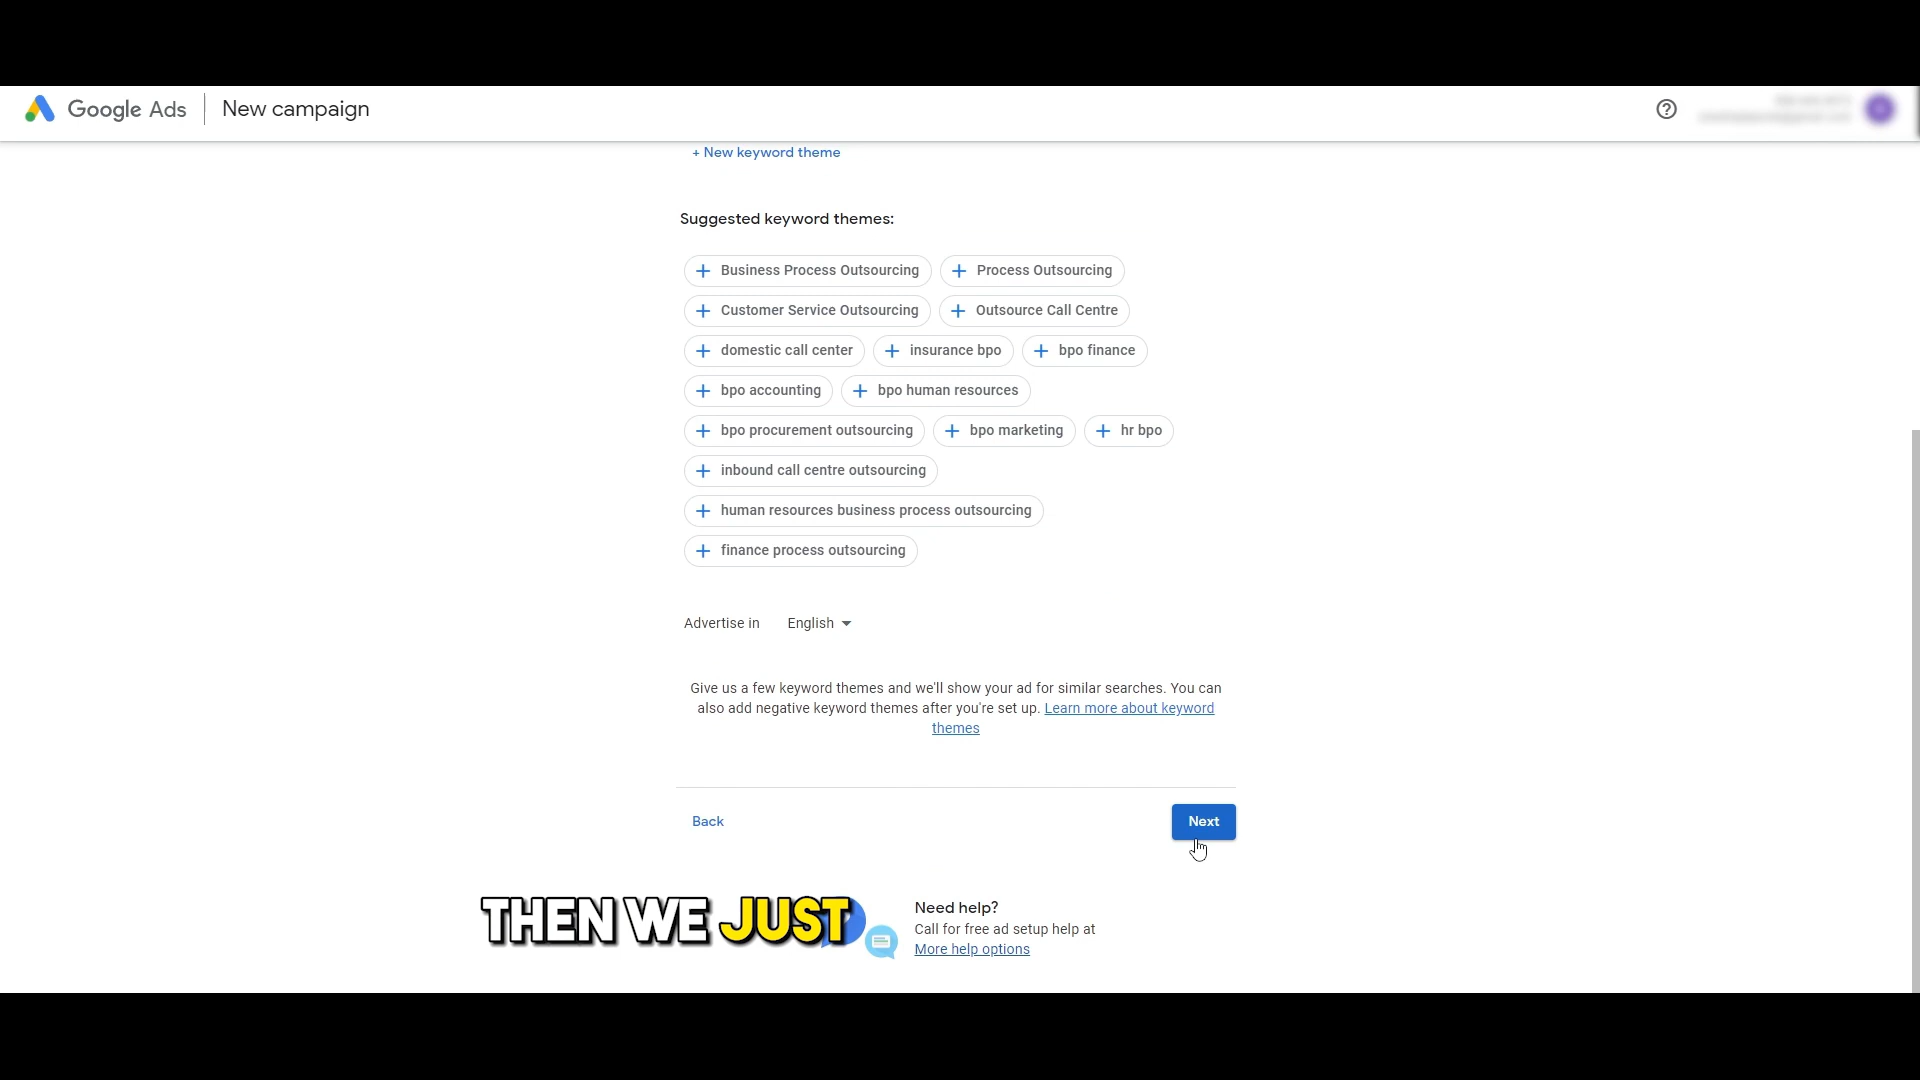 Google Ads | New campaign
+ New keyword theme
Suggested keyword themes:
+ Business Process Outsourcing + Process Outsourcing
+ Customer Service Outsourcing + Outsource Call Centre
+ domestic call center + insurance bpo + bpo finance
+ bpo accounting + bpo human resources
+ bpo procurement outsourcing + bpo marketing + hr bpo
+ inbound call centre outsourcing
+ human resources business process outsourcing
+ finance process outsourcing
Advertise in English
Give us a few keyword themes and we'll show your ad for similar searches. You can
also add negative keyword themes after you're set up. Learn more about keyword
themes
Back Next
THEN WE JUST
Need help?
Call for free ad setup help at
More help options